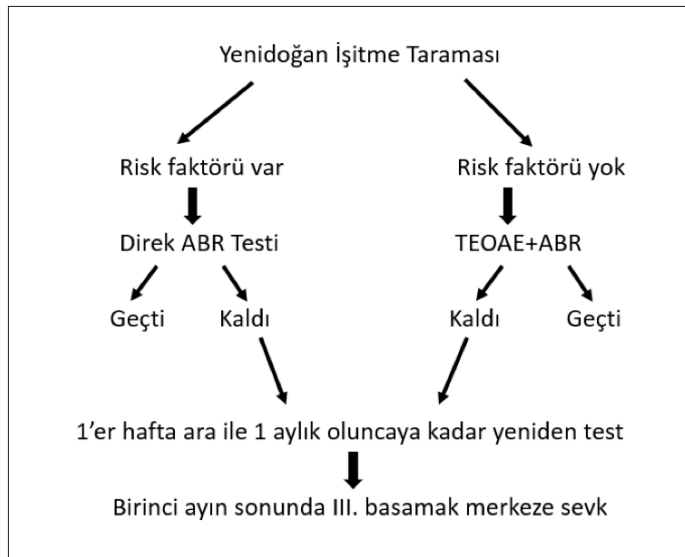 Yenidoğan İşitme Taraması
Risk faktörü var
Risk faktörü yok
Direk ABR Testi
TEOAE+ABR
Geçti
Kaldı
Kaldı
Geçti
1'er hafta ara ile 1 aylık oluncaya kadar yeniden test
Birinci ayın sonunda III. basamak merkeze sevk